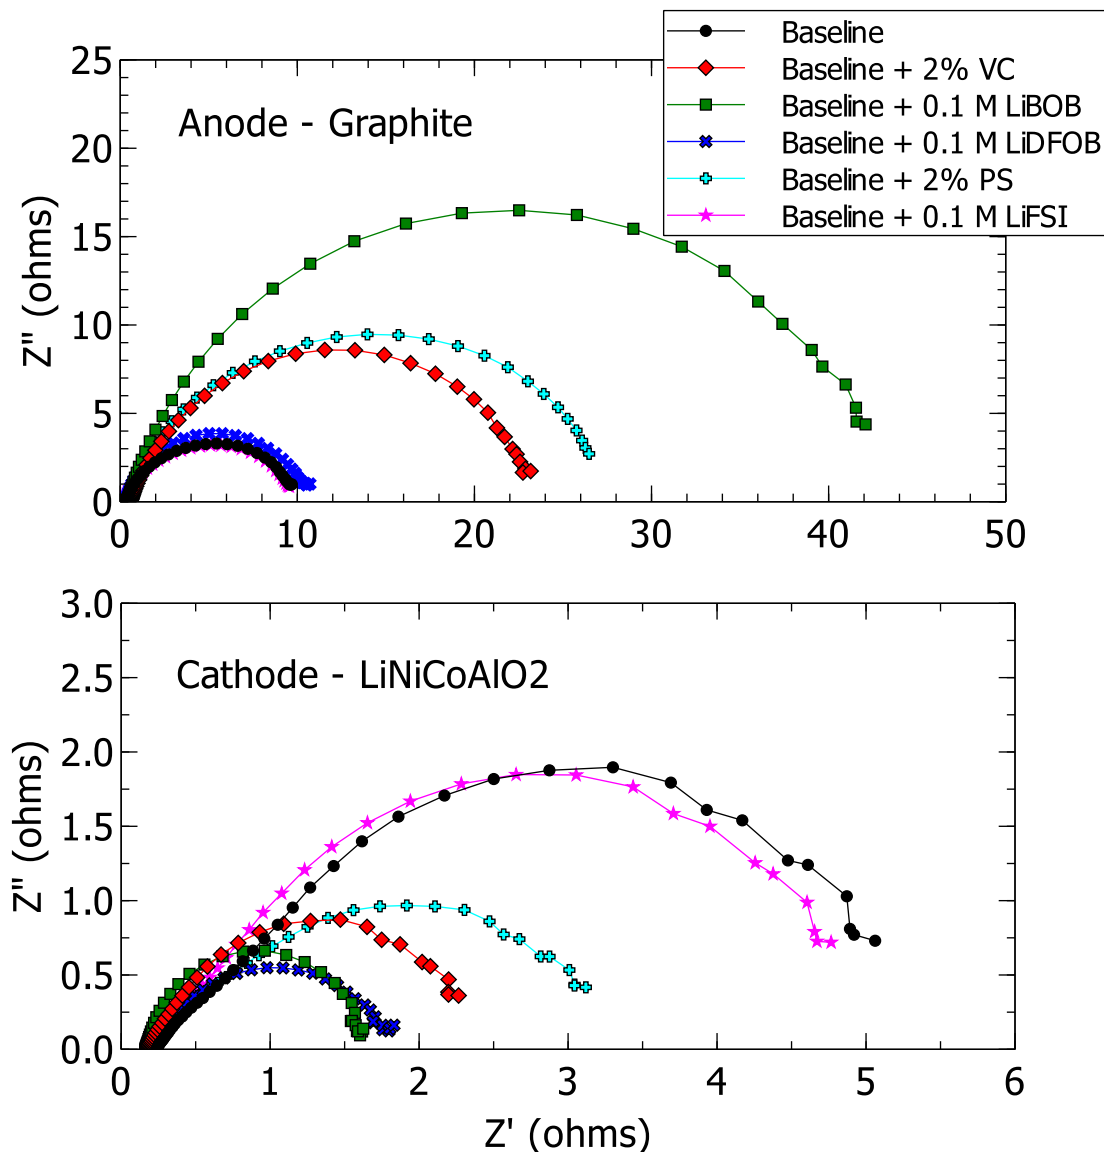 Baseline
Baseline + 2% VC
Baseline + 0.1 M LiBOB
Baseline + 0.1 M LiDFOB
Baseline + 2% PS
Baseline + 0.1 M LiFSI
Anode - Graphite
Z" (ohms)
25
20
15
10
5
0
0 10 20 30 40 50
Cathode - LiNiCoAlO2
Z" (ohms)
3.0
2.5
2.0
1.5
1.0
0.5
0.0
0 1 2 3 4 5 6
Z' (ohms)